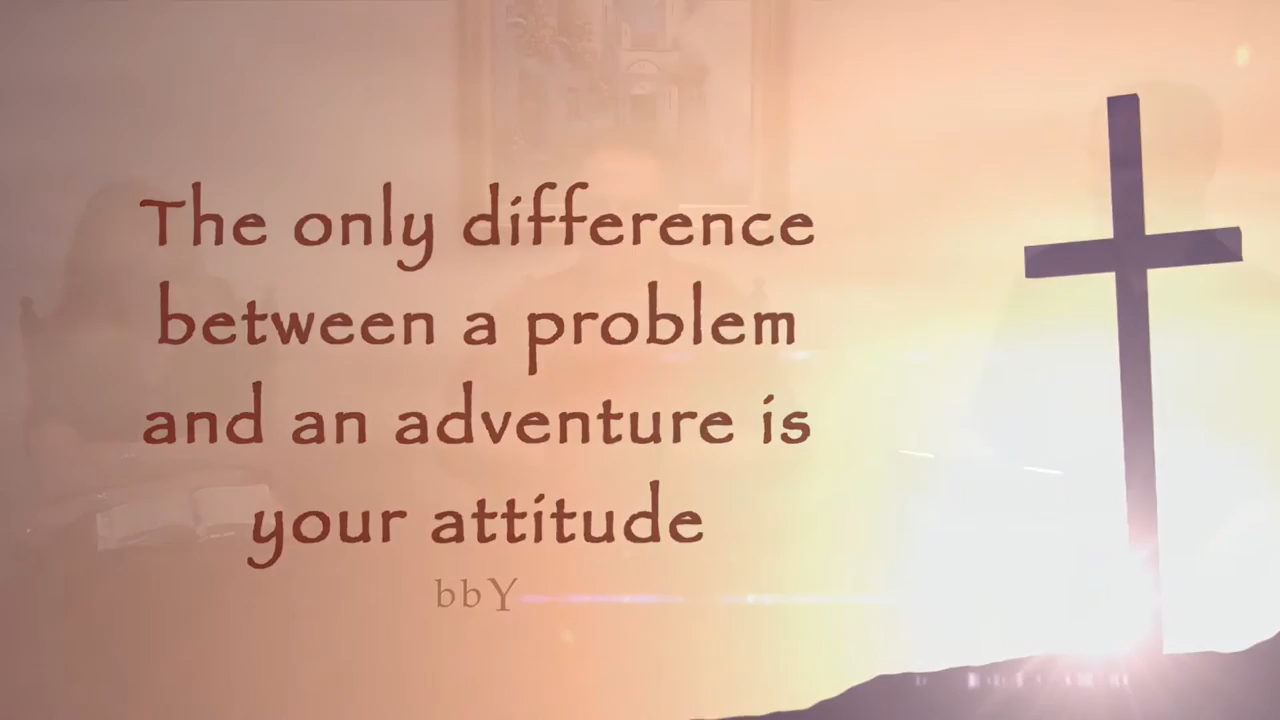 The only difference
between a problem
and an adventure is
your attitude
bbY